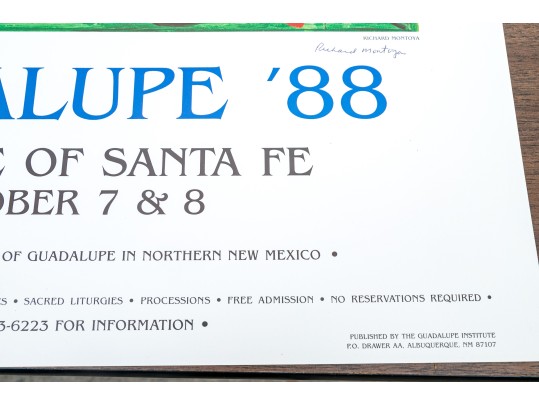 RICHARD MONTOYA
Richard Montoya
ALUPE '88
E OF SANTA FE
OBER 7 & 8
OF GUADALUPE IN NORTHERN NEW MEXICO •
ES • SACRED LITURGIES • PROCESSIONS • FREE ADMISSION • NO RESERVATIONS REQUIRED •
3-6223 FOR INFORMATION •
PUBLISHED BY THE GUADALUPE INSTITUTE
P.O. DRAWER AA, ALBUQUERQUE, NM 87107